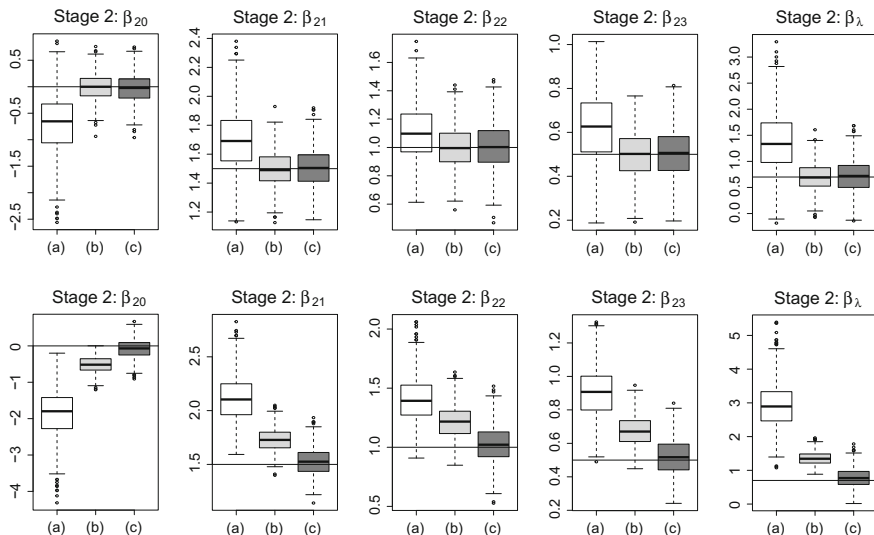 Stage 2: β20
Stage 2: β21
Stage 2: β22
Stage 2: β23
Stage 2: βλ
0.5
−0.5
−1.5
−2.5
2.4
2.2
2.0
1.8
1.6
1.4
1.2
1.6
1.4
1.2
1.0
0.8
0.6
1.0
0.8
0.6
0.4
0.2
3.0
2.0
1.5
1.0
0.5
0.0
(a) (b) (c)
(a) (b) (c)
(a) (b) (c)
(a) (b) (c)
(a) (b) (c)
Stage 2: β20
Stage 2: β21
Stage 2: β22
Stage 2: β23
Stage 2: βλ
0
−1
−2
−3
−4
2.5
2.0
1.5
2.0
1.5
1.0
0.5
1.2
1.0
0.8
0.6
0.4
0.2
5
4
3
2
1
0
(a) (b) (c)
(a) (b) (c)
(a) (b) (c)
(a) (b) (c)
(a) (b) (c)